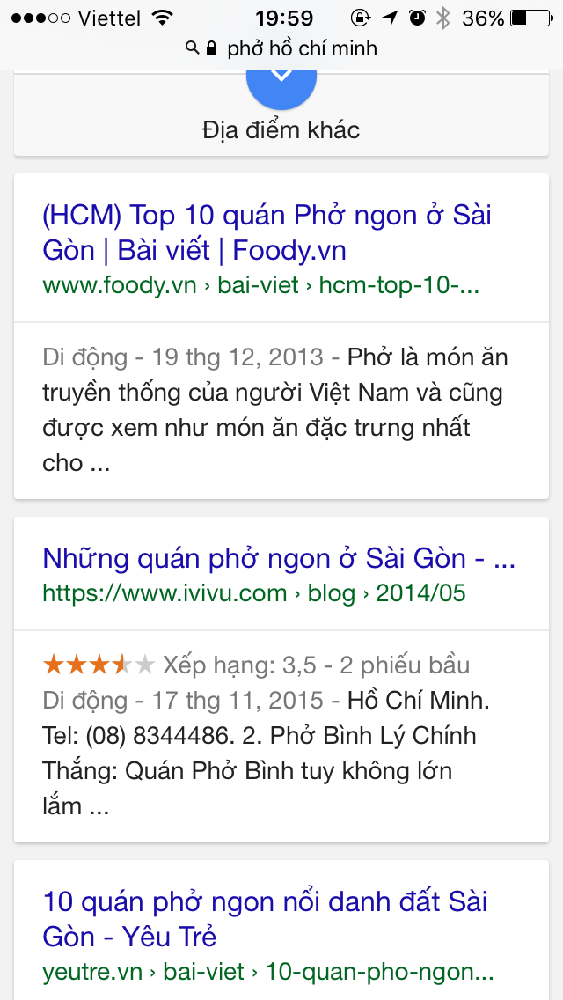 Viettel 19:59 36%
phở hồ chí minh
Địa điểm khác
(HCM) Top 10 quán Phở ngon ở Sài
Gòn | Bài viết | Foody.vn
www.foody.vn › bai-viet › hcm-top-10-...
Di động - 19 thg 12, 2013 - Phở là món ăn
truyền thống của người Việt Nam và cũng
được xem như món ăn đặc trưng nhất
cho ...
Những quán phở ngon ở Sài Gòn - ...
https://www.ivivu.com › blog › 2014/05
Xếp hạng: 3,5 - 2 phiếu bầu
Di động - 17 thg 11, 2015 - Hồ Chí Minh.
Tel: (08) 8344486. 2. Phở Bình Lý Chính
Thắng: Quán Phở Bình tuy không lớn
lắm ...
10 quán phở ngon nổi danh đất Sài
Gòn - Yêu Trẻ
yeutre.vn › bai-viet › 10-quan-pho-ngon...